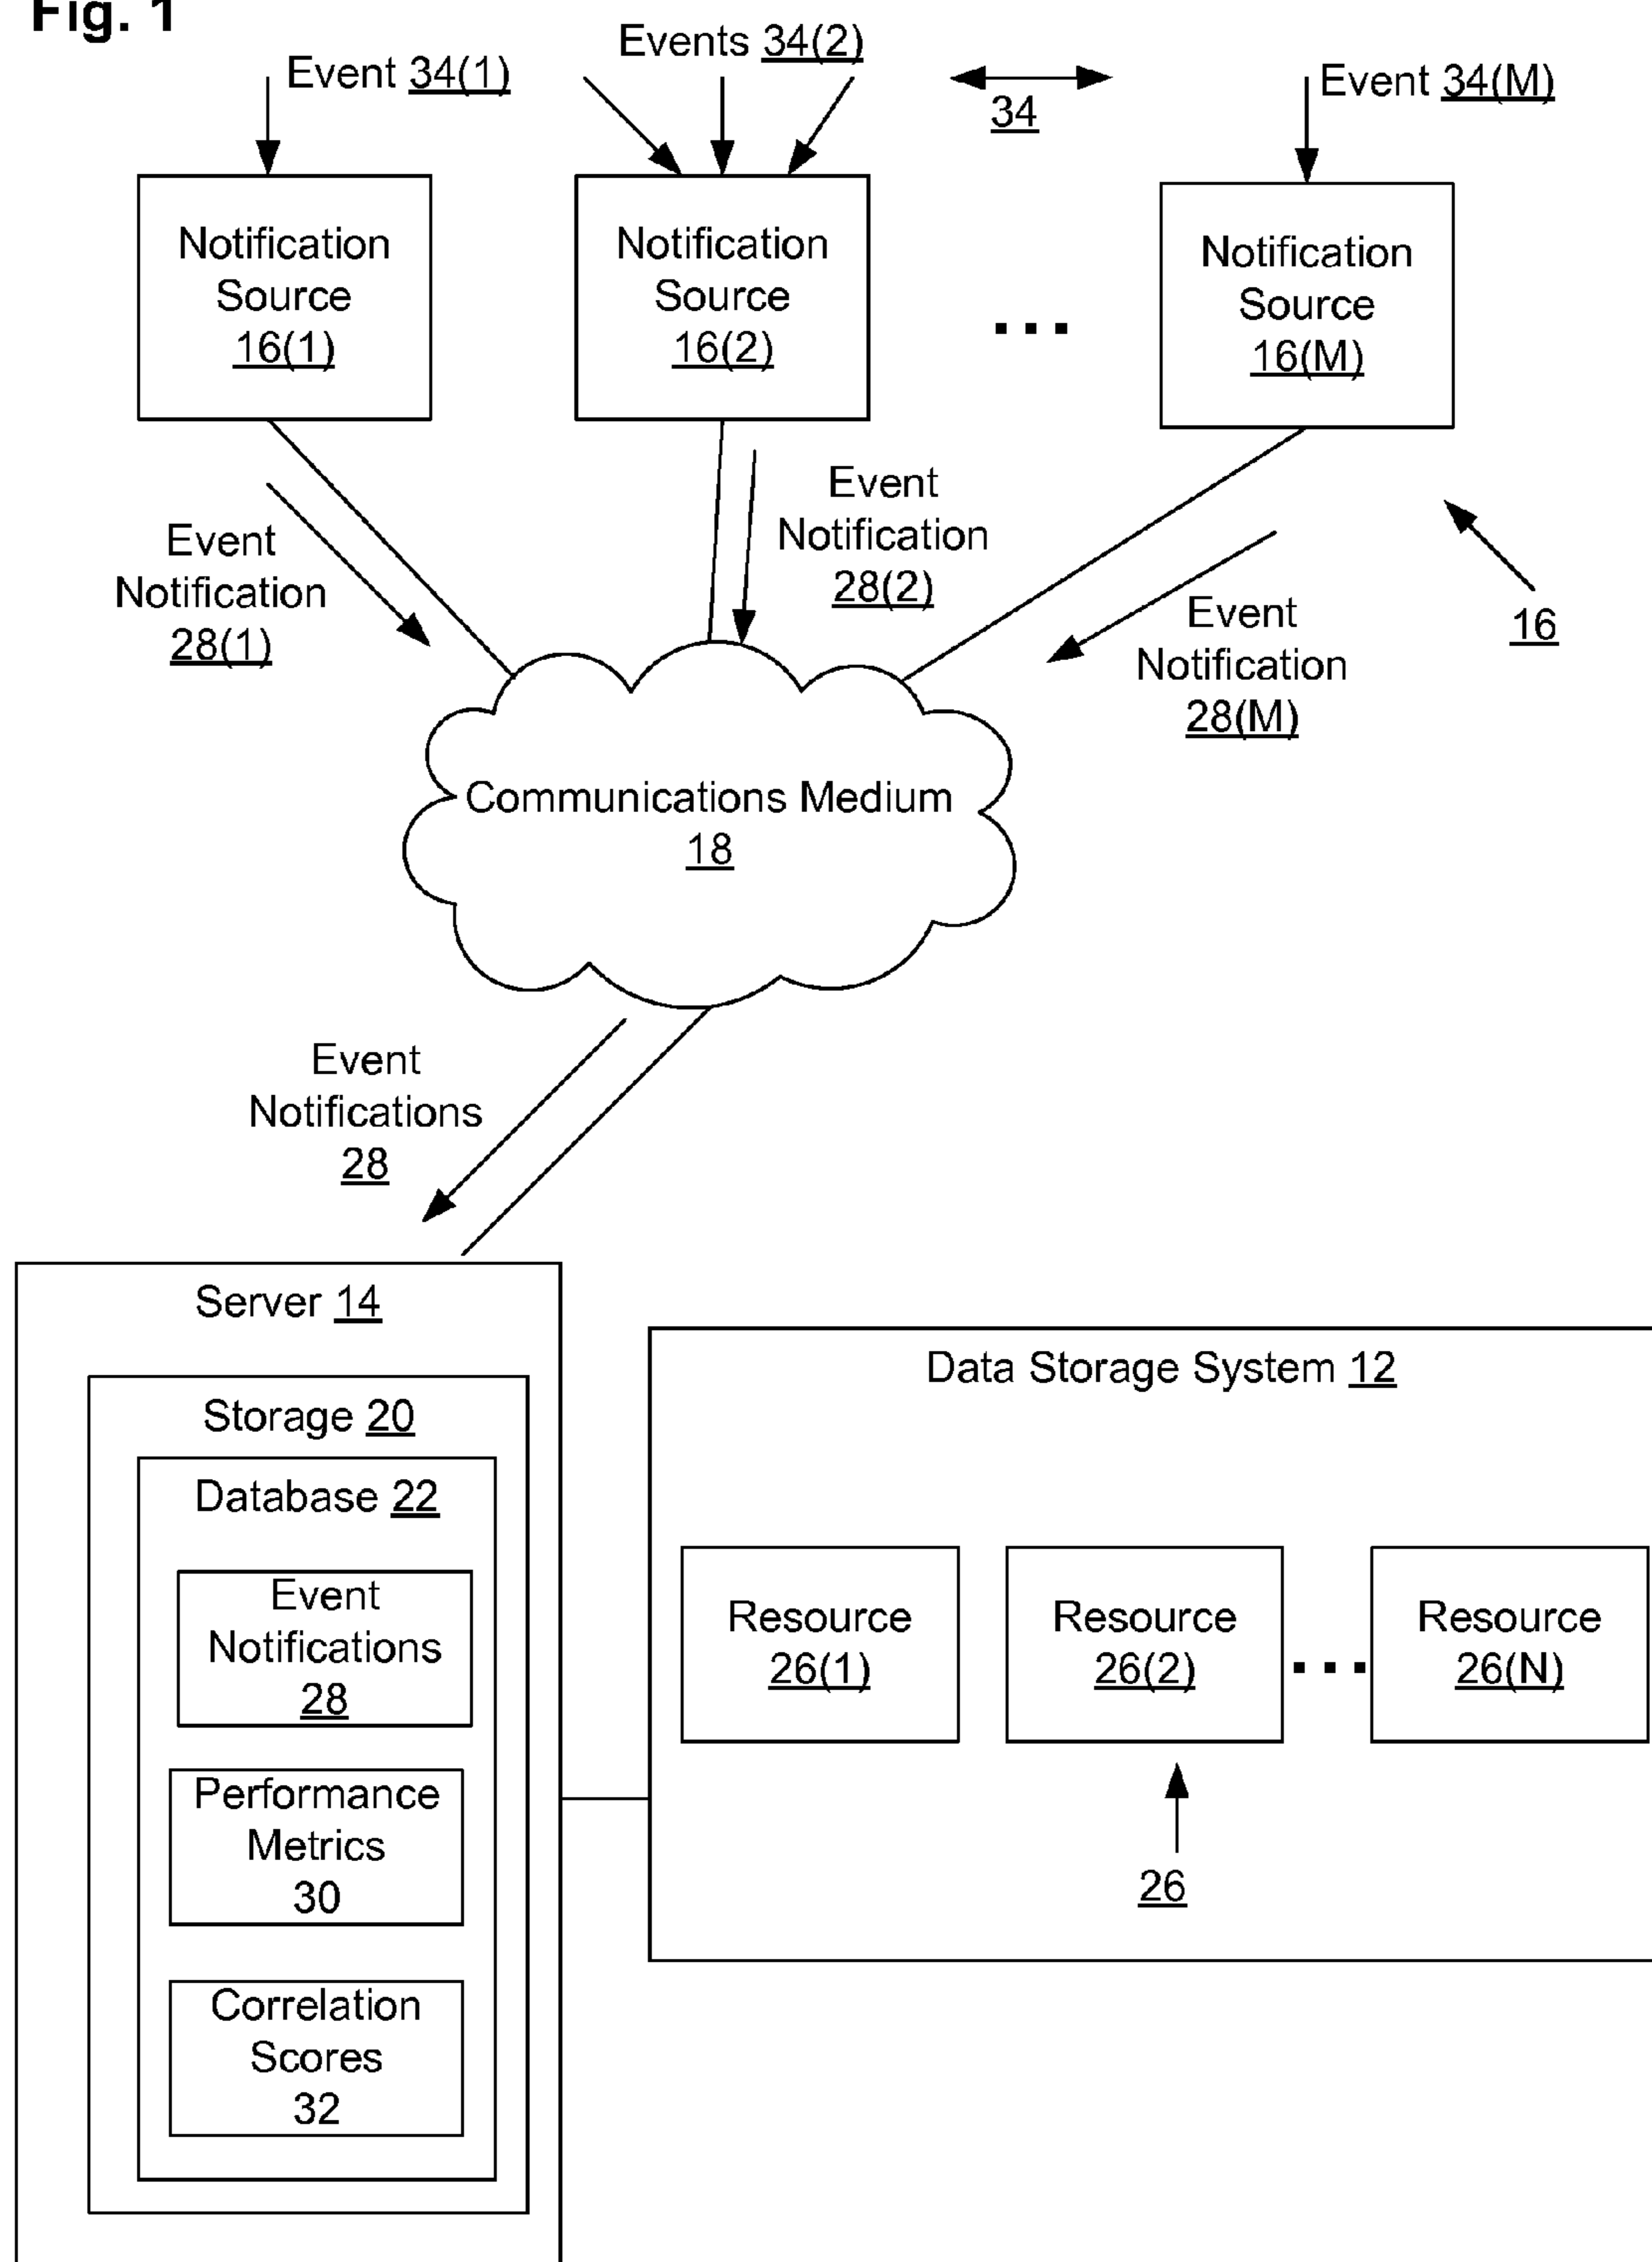 Fig. 1
Event 34(1)
Events 34(2)
34
Event 34(M)
Notification
Source
16(1)
Notification
Source
16(2)
...
Notification
Source
16(M)
Event
Notification
28(1)
Event
Notification
28(2)
Event
Notification
28(M)
16
Communications Medium
18
Event
Notifications
28
Server 14
Storage 20
Database 22
Event
Notifications
28
Performance
Metrics
30
Correlation
Scores
32
Data Storage System 12
Resource
26(1)
Resource
26(2)
...
Resource
26(N)
26